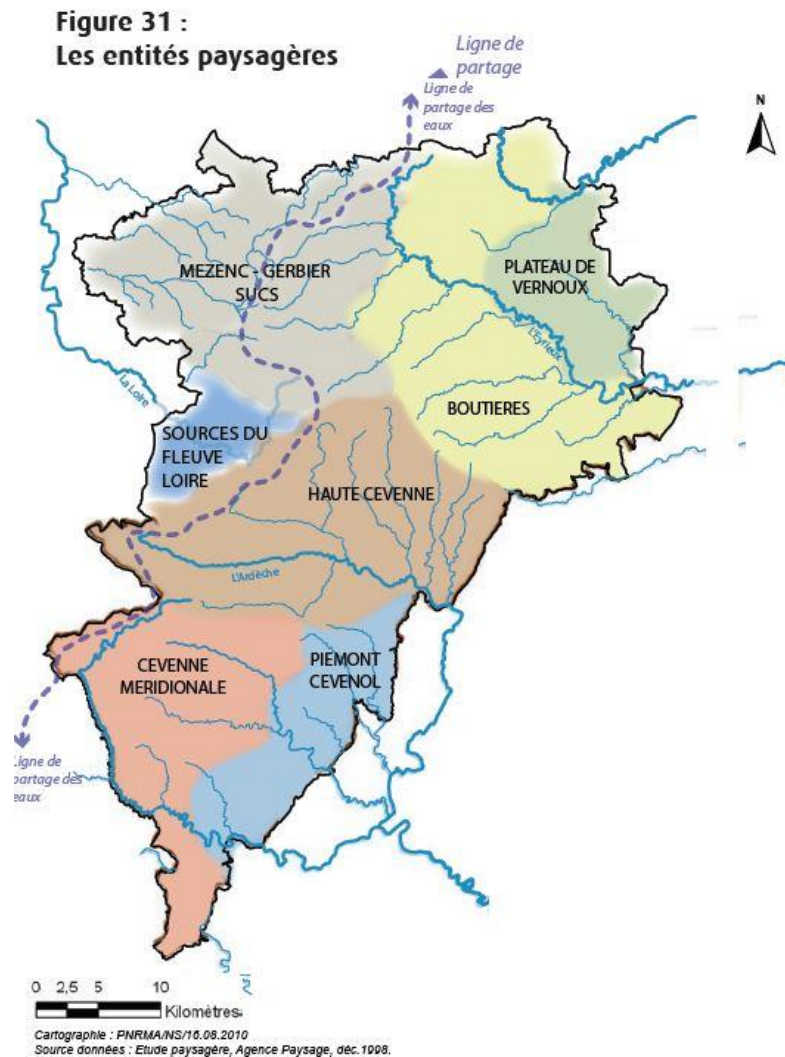 Figure 31 :
Les entités paysagères
Ligne de
partage
Ligne de
partage des
eaux
N
MEZENC - GERBIER
SUCS
PLATEAU DE
VERNOUX
L'Eyrieux
La Loire
BOUTIERES
SOURCES DU
FLEUVE
LOIRE
HAUTE CEVENNE
L'Ardèche
CEVENNE
MERIDIONALE
PIEMONT
CEVENOL
Ligne de
partage des
eaux
0 2,5 5 10
Kilomètres
Cartographie : PNRMA/NS/16.08.2010
Source données : Etude paysagère, Agence Paysage, déc.1998.